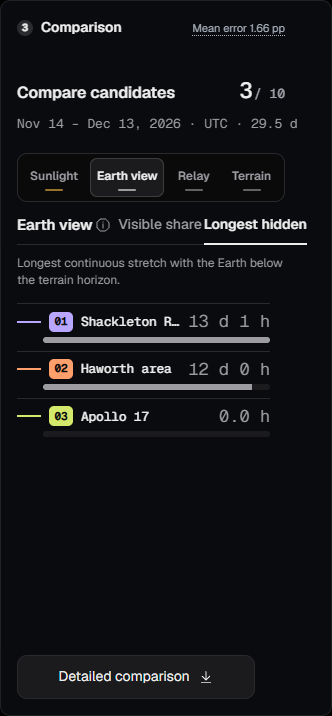 3 Comparison Mean error 1.66 pp
Compare candidates 3 / 10
Nov 14 – Dec 13, 2026 · UTC · 29.5 d
Sunlight Earth view Relay Terrain
Earth view ⓘ Visible share Longest hidden
Longest continuous stretch with the Earth below
the terrain horizon.
01 Shackleton R… 13 d 1 h
02 Haworth area 12 d 0 h
03 Apollo 17 0.0 h
Detailed comparison ↓